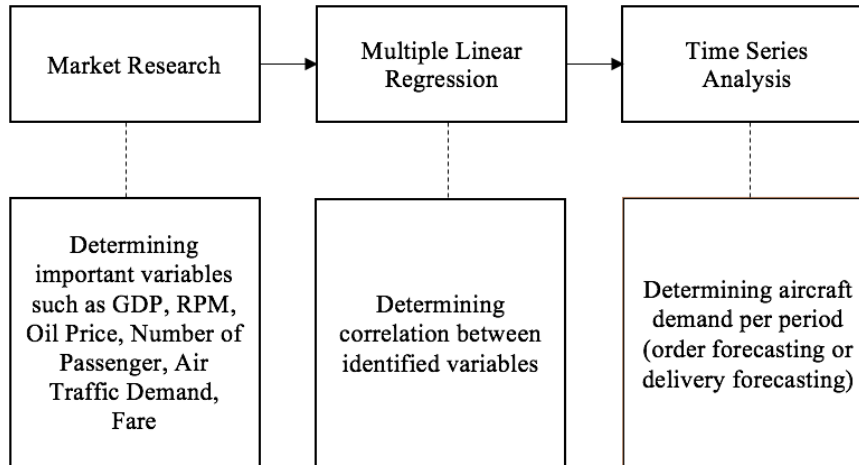 Market Research
Multiple Linear
Regression
Time Series
Analysis
Determining
important variables
such as GDP, RPM,
Oil Price, Number of
Passenger, Air
Traffic Demand,
Fare
Determining
correlation between
identified variables
Determining aircraft
demand per period
(order forecasting or
delivery forecasting)